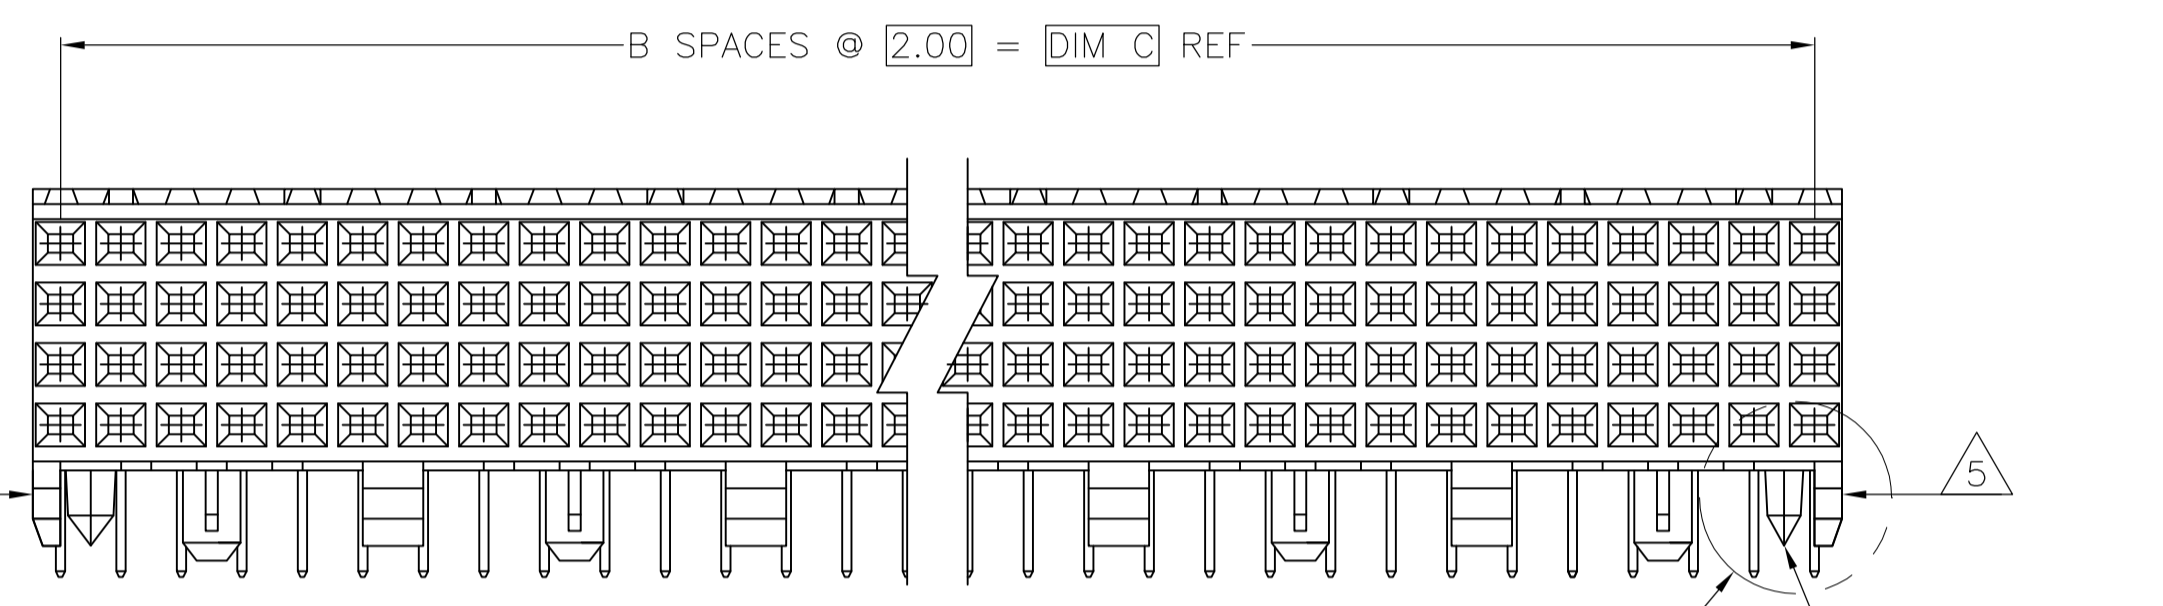 B SPACES @ 2.00 = DIM C REF
5